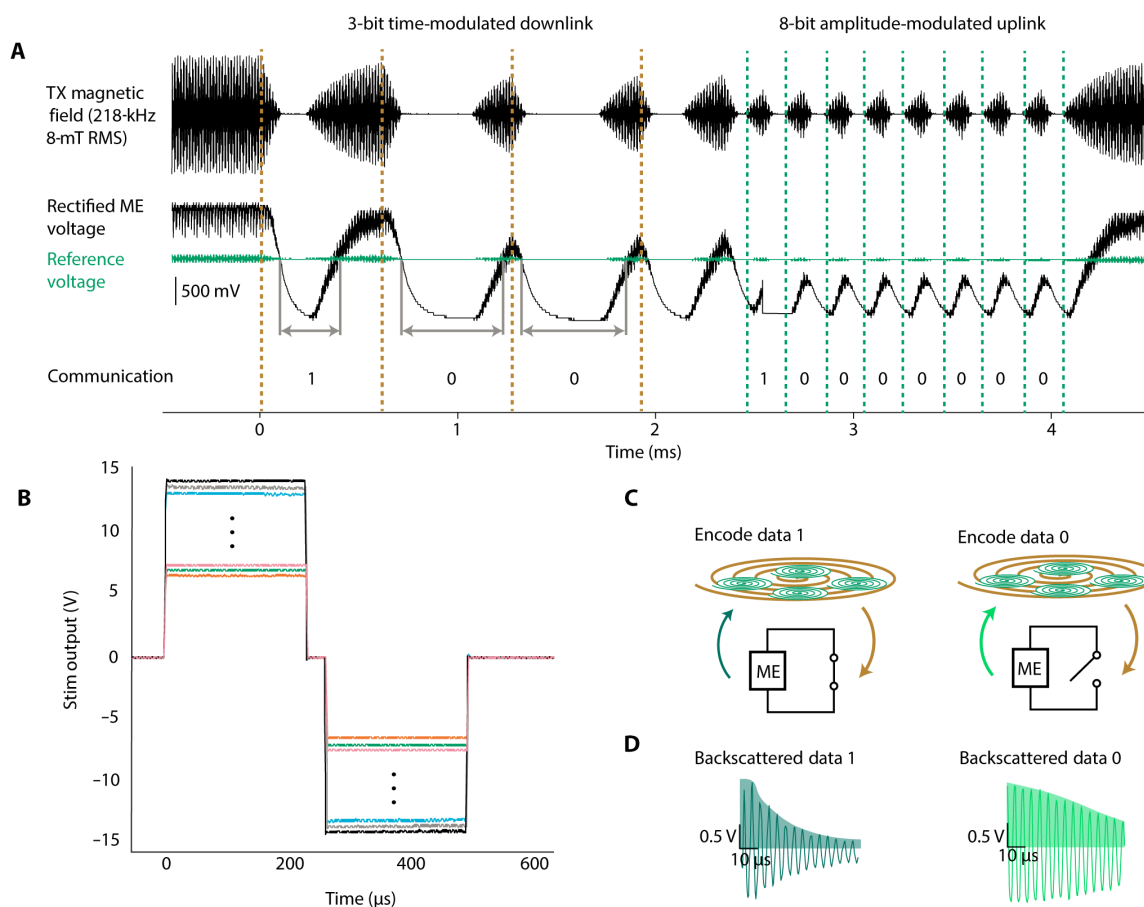 3-bit time-modulated downlink
8-bit amplitude-modulated uplink
A
TX magnetic
field (218-kHz
8-mT RMS)
Rectified ME
voltage
Reference
voltage
500 mV
Communication
1 0 0 1 0 0 0 0 0 0 0
0 1 2 3 4
Time (ms)
B
15
10
5
0
–5
–10
–15
Stim output (V)
0 200 400 600
Time (µs)
C
Encode data 1
Encode data 0
ME
ME
D
Backscattered data 1
Backscattered data 0
0.5 V
10 µs
0.5 V
10 µs